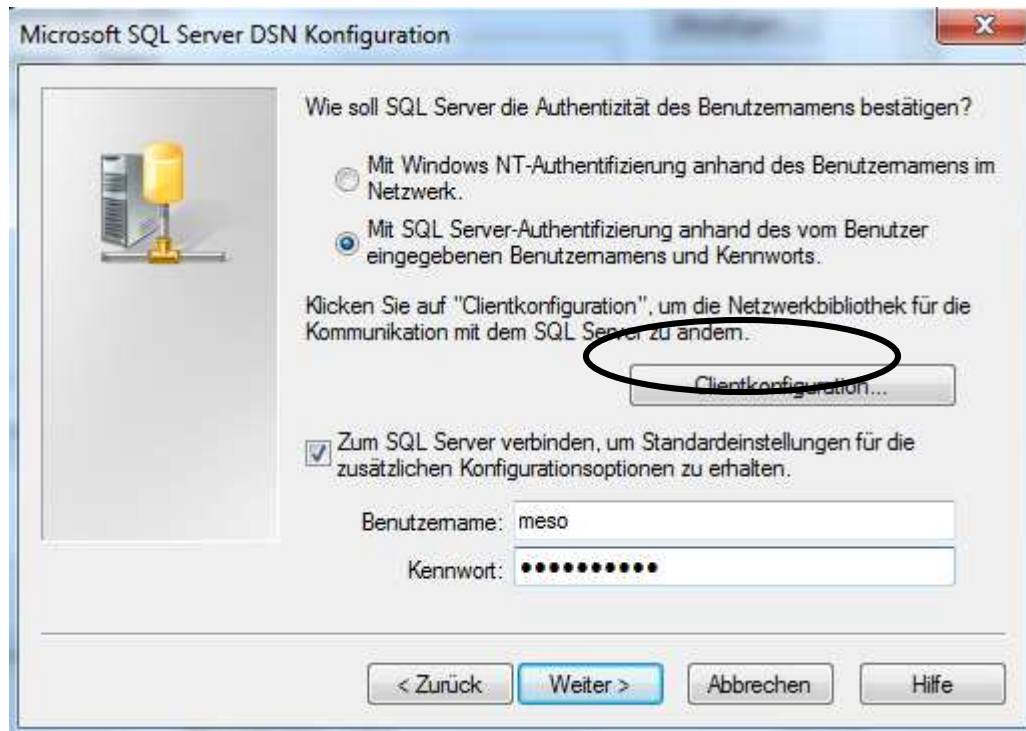 Microsoft SQL Server DSN Konfiguration
Wie soll SQL Server die Authentizität des Benutzernamens bestätigen?
Mit Windows NT-Authentifizierung anhand des Benutzernamens im
Netzwerk.
Mit SQL Server-Authentifizierung anhand des vom Benutzer
eingegebenen Benutzernamens und Kennworts.
Klicken Sie auf "Clientkonfiguration", um die Netzwerkbibliothek für die
Kommunikation mit dem SQL Server zu ändern.
Clientkonfiguration...
Zum SQL Server verbinden, um Standardeinstellungen für die
zusätzlichen Konfigurationsoptionen zu erhalten.
Benutzername: meso
Kennwort: ●●●●●●●●●●
< Zurück Weiter > Abbrechen Hilfe